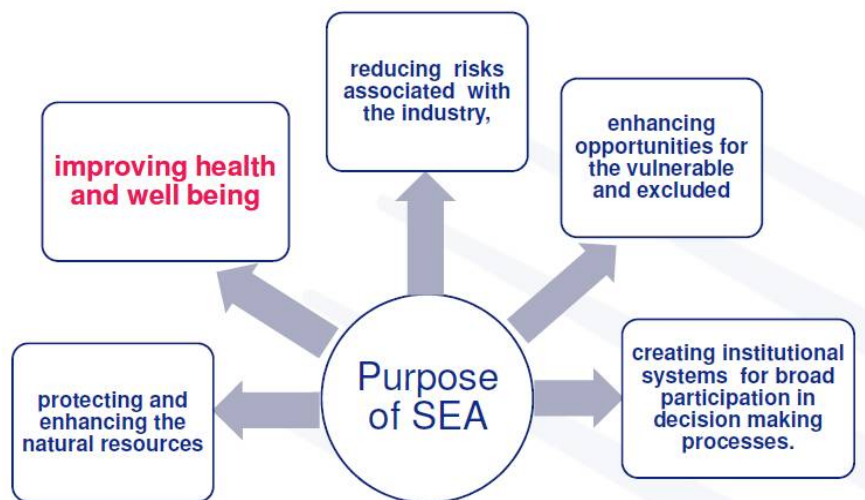 reducing risks
associated with
the industry,
improving health
and well being
enhancing
opportunities for
the vulnerable
and excluded
protecting and
enhancing the
natural resources
Purpose
of SEA
creating institutional
systems for broad
participation in
decision making
processes.